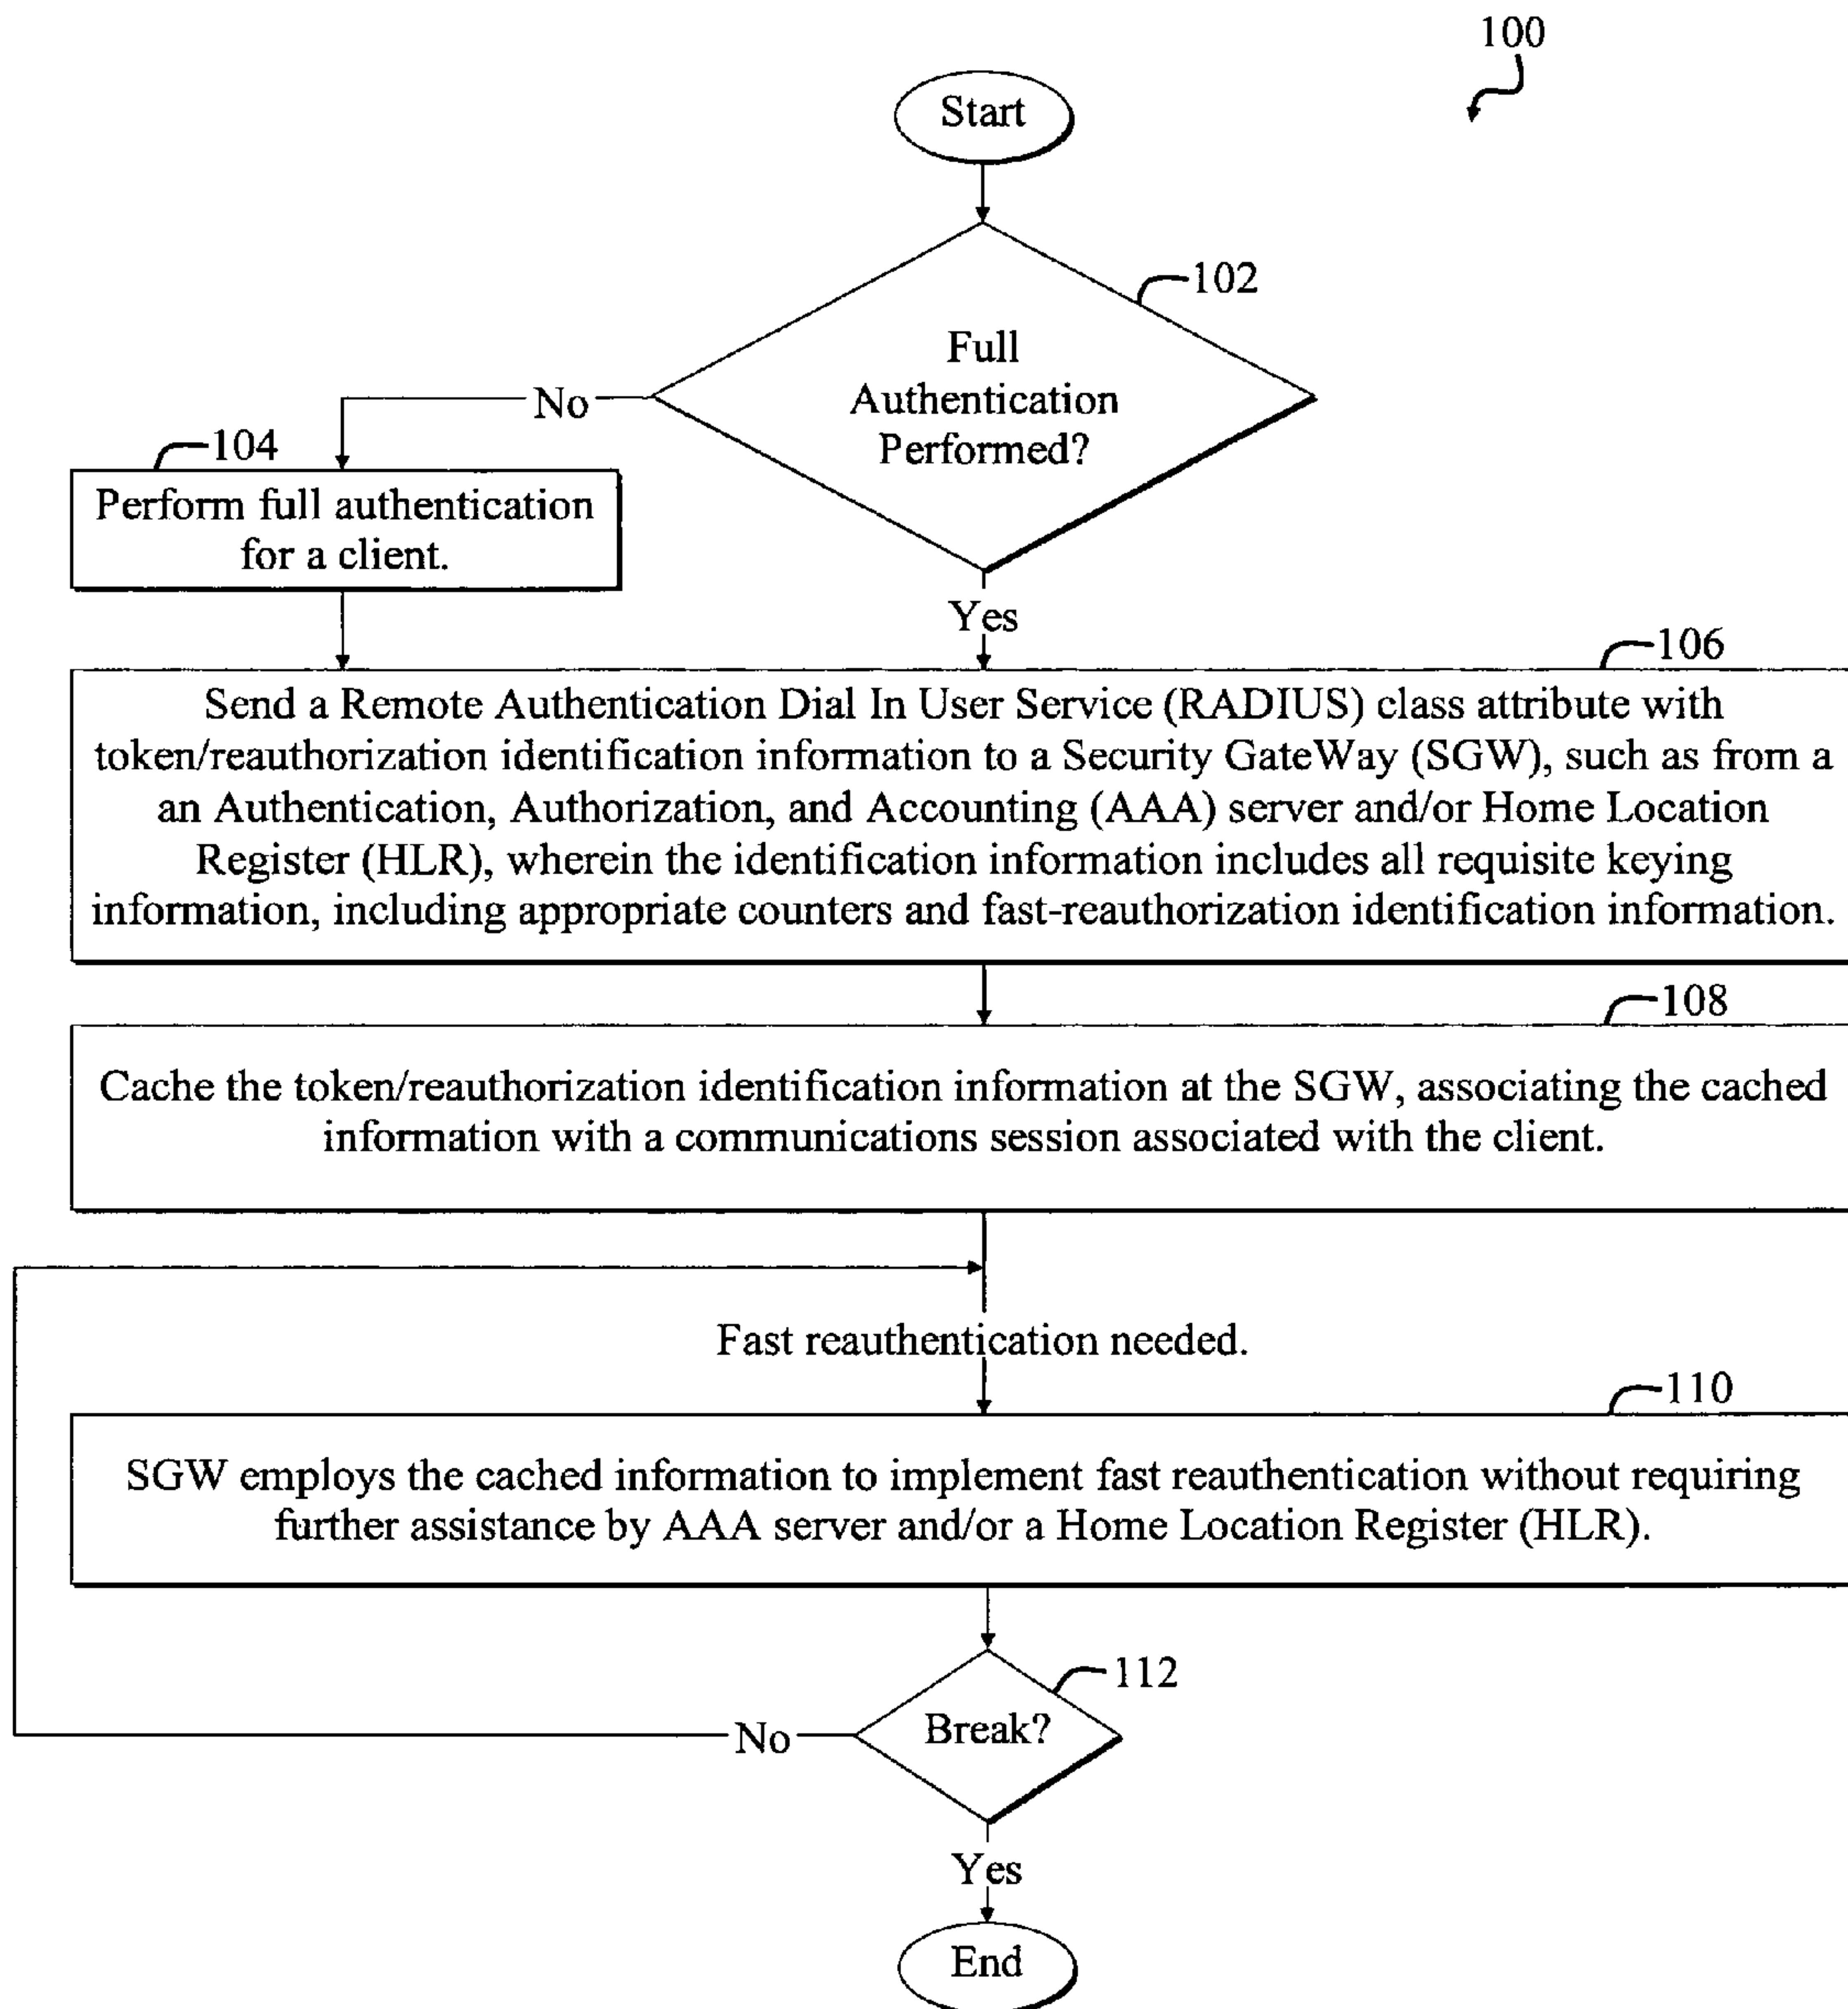 100
Start
102
Full
Authentication
Performed?
No
104
Perform full authentication
for a client.
Yes
106
Send a Remote Authentication Dial In User Service (RADIUS) class attribute with
token/reauthorization identification information to a Security GateWay (SGW), such as from a
an Authentication, Authorization, and Accounting (AAA) server and/or Home Location
Register (HLR), wherein the identification information includes all requisite keying
information, including appropriate counters and fast-reauthorization identification information.
108
Cache the token/reauthorization identification information at the SGW, associating the cached
information with a communications session associated with the client.
Fast reauthentication needed.
110
SGW employs the cached information to implement fast reauthentication without requiring
further assistance by AAA server and/or a Home Location Register (HLR).
112
Break?
No
Yes
End